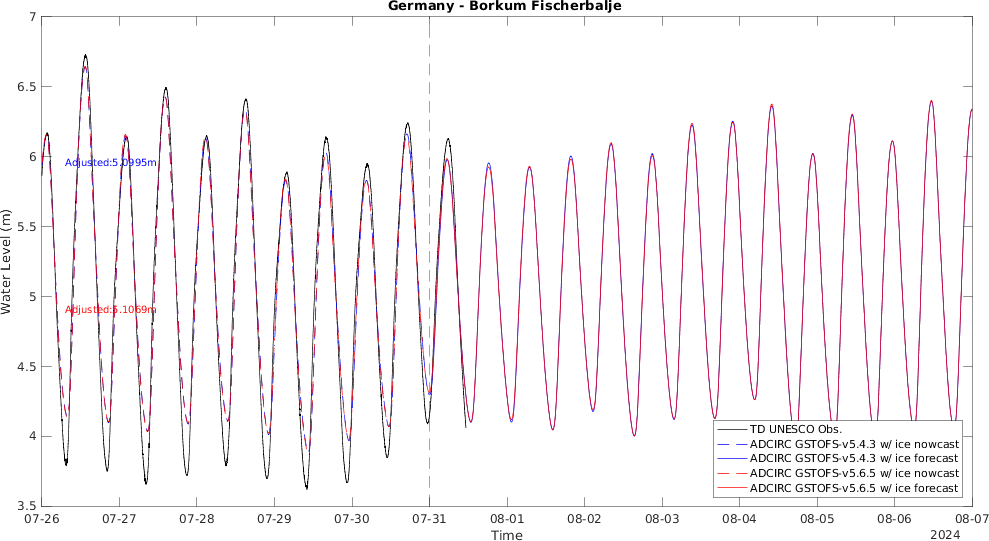 Germany - Borkum Fischerbalje
7
6.5
6
5.5
5
4.5
4
3.5
Water Level (m)
Adjusted:5.0995m
Adjusted:5.1069m
TD UNESCO Obs.
ADCIRC GSTOFS-v5.4.3 w/ ice nowcast
ADCIRC GSTOFS-v5.4.3 w/ ice forecast
ADCIRC GSTOFS-v5.6.5 w/ ice nowcast
ADCIRC GSTOFS-v5.6.5 w/ ice forecast
07-26 07-27 07-28 07-29 07-30 07-31 08-01 08-02 08-03 08-04 08-05 08-06 08-07
Time
2024